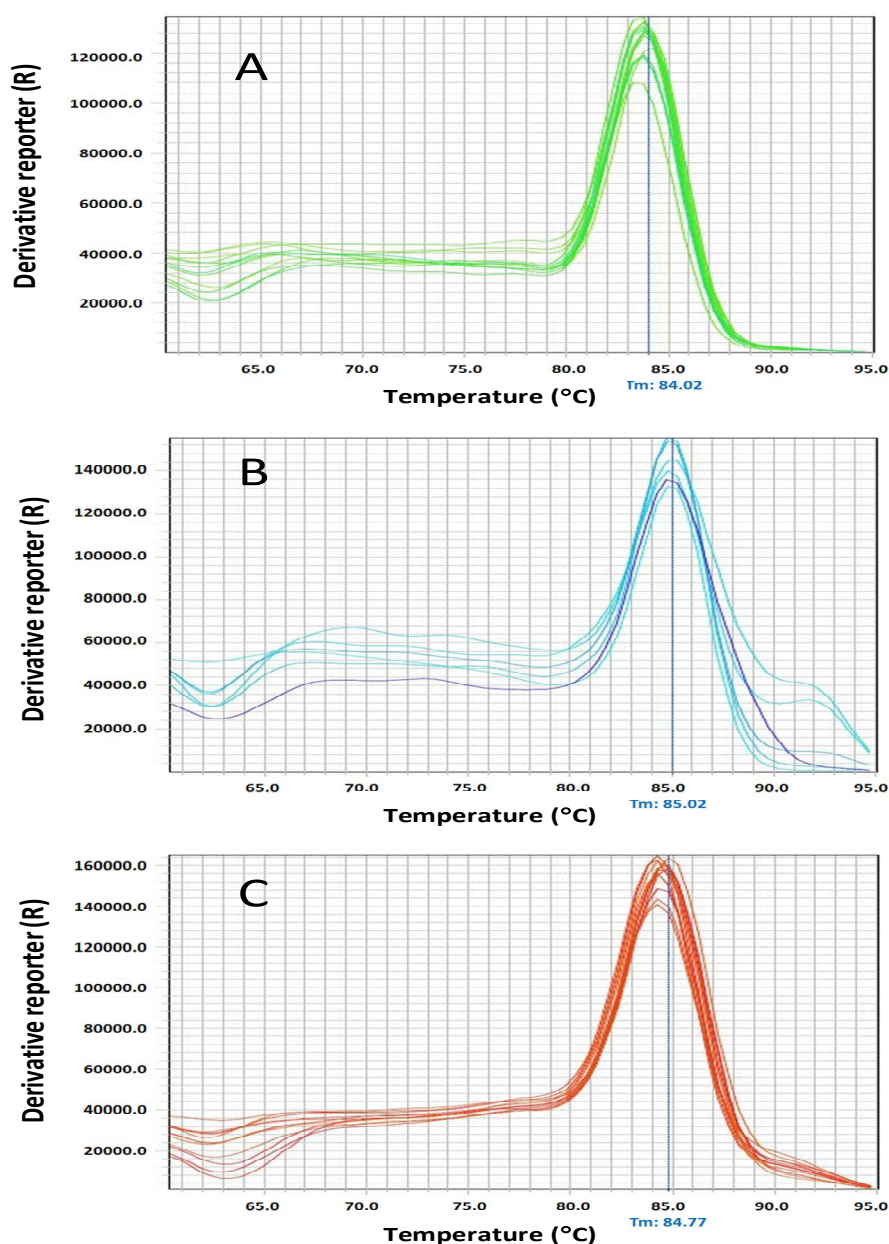 A
Derivative reporter (R)
120000.0
100000.0
80000.0
60000.0
40000.0
20000.0
65.0 70.0 75.0 80.0 85.0 90.0 95.0
Temperature (°C)
Tm: 84.02
B
Derivative reporter (R)
140000.0
120000.0
100000.0
80000.0
60000.0
40000.0
20000.0
65.0 70.0 75.0 80.0 85.0 90.0 95.0
Temperature (°C)
Tm: 85.02
C
Derivative reporter (R)
160000.0
140000.0
120000.0
100000.0
80000.0
60000.0
40000.0
20000.0
65.0 70.0 75.0 80.0 85.0 90.0 95.0
Temperature (°C)
Tm: 84.77